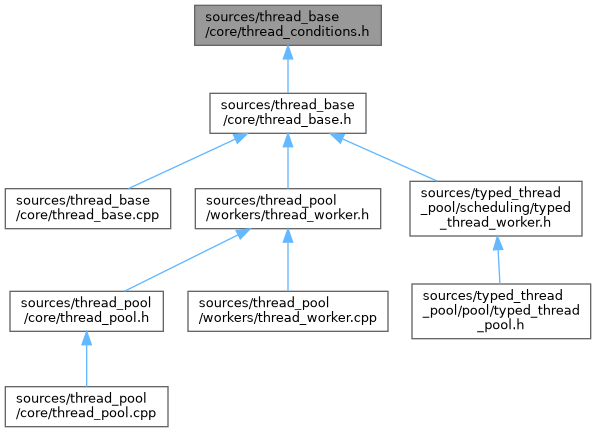 sources/thread_base
/core/thread_conditions.h
sources/thread_base
/core/thread_base.h
sources/thread_base
/core/thread_base.cpp
sources/thread_pool
/workers/thread_worker.h
sources/typed_thread
_pool/scheduling/typed
_thread_worker.h
sources/thread_pool
/core/thread_pool.h
sources/thread_pool
/workers/thread_worker.cpp
sources/typed_thread
_pool/pool/typed_thread
_pool.h
sources/thread_pool
/core/thread_pool.cpp